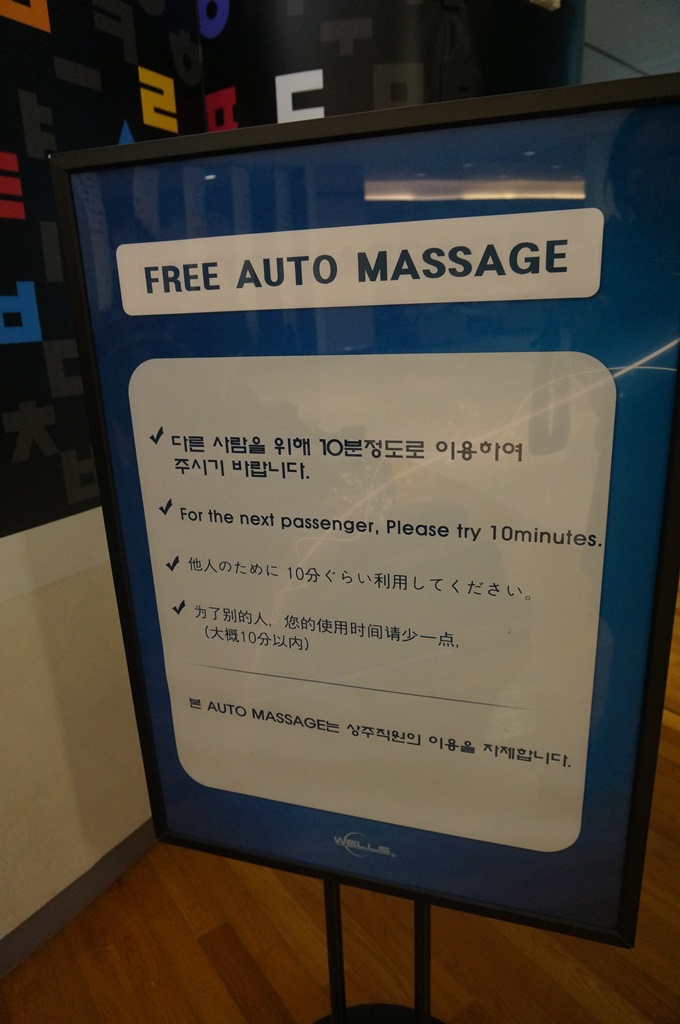 FREE AUTO MASSAGE
✓ 다른 사람을 위해 10분정도로 이용하여
주시기 바랍니다.
✓ For the next passenger, Please try 10minutes.
✓ 他人のために 10分ぐらい利用してください。
✓ 为了别的人, 您的使用时间请少一点,
(大概10分以内)
본 AUTO MASSAGE는 상주직원의 이용을 자제합니다.
WELLS